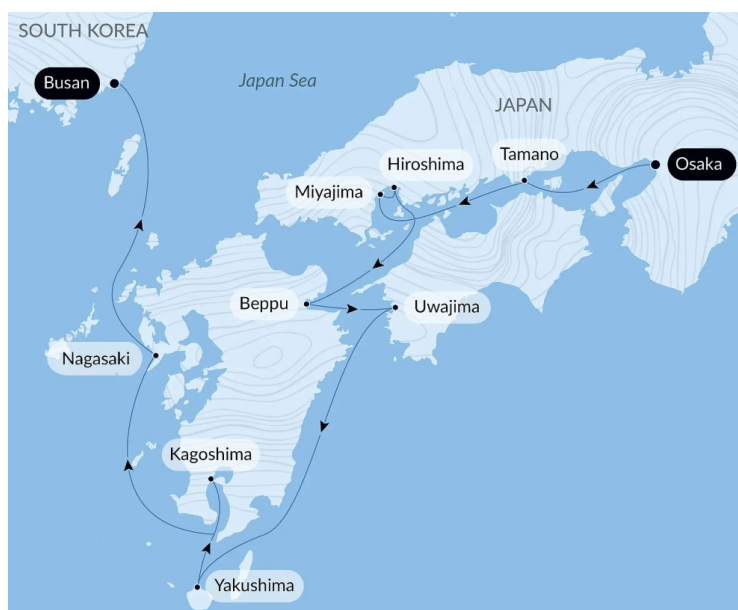 SOUTH KOREA
Busan
Japan Sea
JAPAN
Hiroshima
Tamano
Osaka
Miyajima
Beppu
Uwajima
Nagasaki
Kagoshima
Yakushima